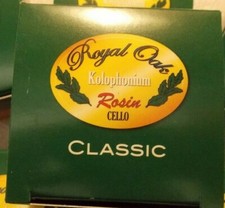 Royal Oak
Kolophonium
Rosin
CELLO
CLASSIC